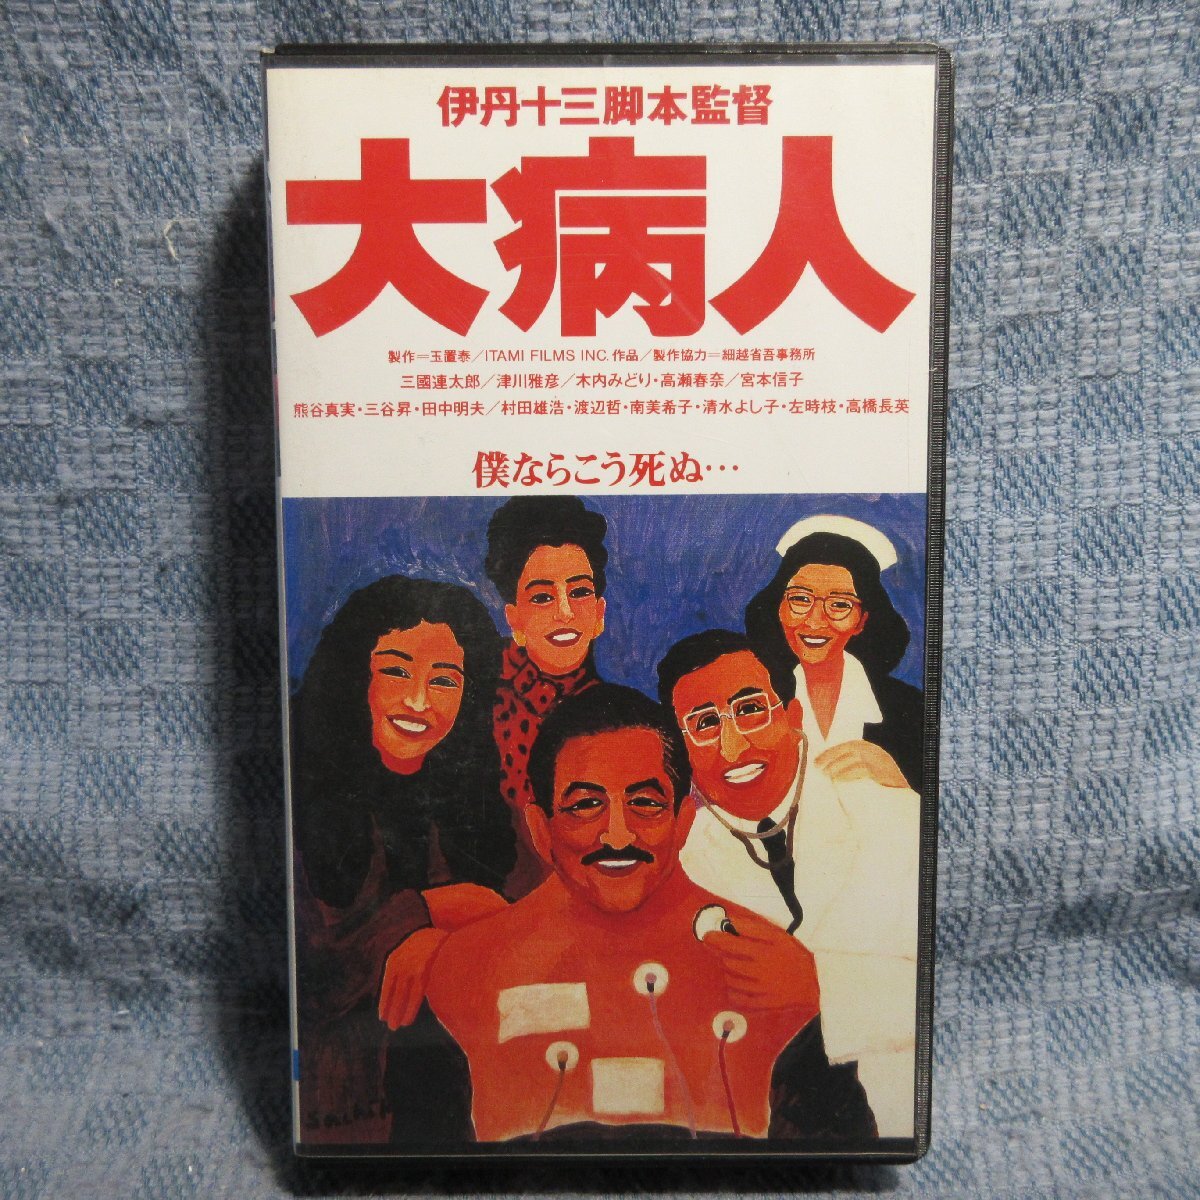 伊丹十三脚本監督
大病人
製作=玉置泰/ITAMI FILMS INC.作品/製作協力=細越省吾事務所
三國連太郎/津川雅彦/木内みどり・高瀬春奈/宮本信子
熊谷真実・三谷昇・田中明夫/村田雄浩・渡辺哲・南美希子・清水よし子・左時枝・高橋長英
僕ならこう死ぬ…